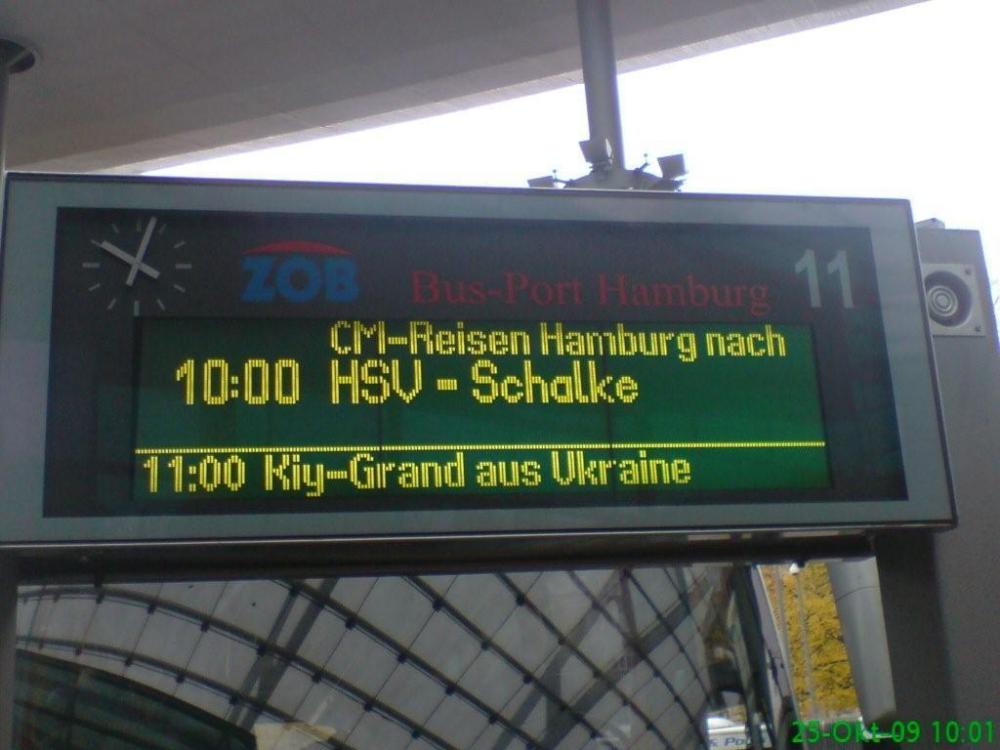 ZOB Bus-Port Hamburg 11
CM-Reisen Hamburg nach
10:00 HSV - Schalke
11:00 Kiy-Grand aus Ukraine
25-Okt-09 10:01